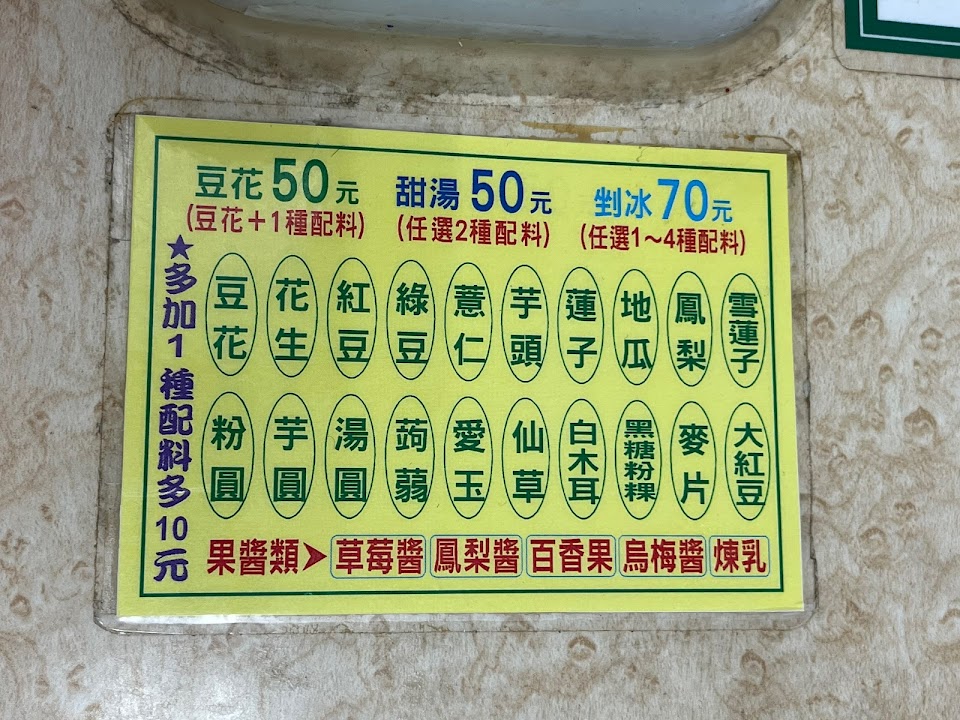 豆花50元 甜湯50元 剉冰70元
(豆花+1種配料) (任選2種配料) (任選1~4種配料)
★多加1種配料多10元
豆花 花生 紅豆 綠豆 薏仁 芋頭 蓮子 地瓜 鳳梨 雪蓮子
粉圓 芋圓 湯圓 蒟蒻 愛玉 仙草 白木耳 黑糖粉粿 麥片 大紅豆
果醬類➤ 草莓醬 鳳梨醬 百香果 烏梅醬 煉乳